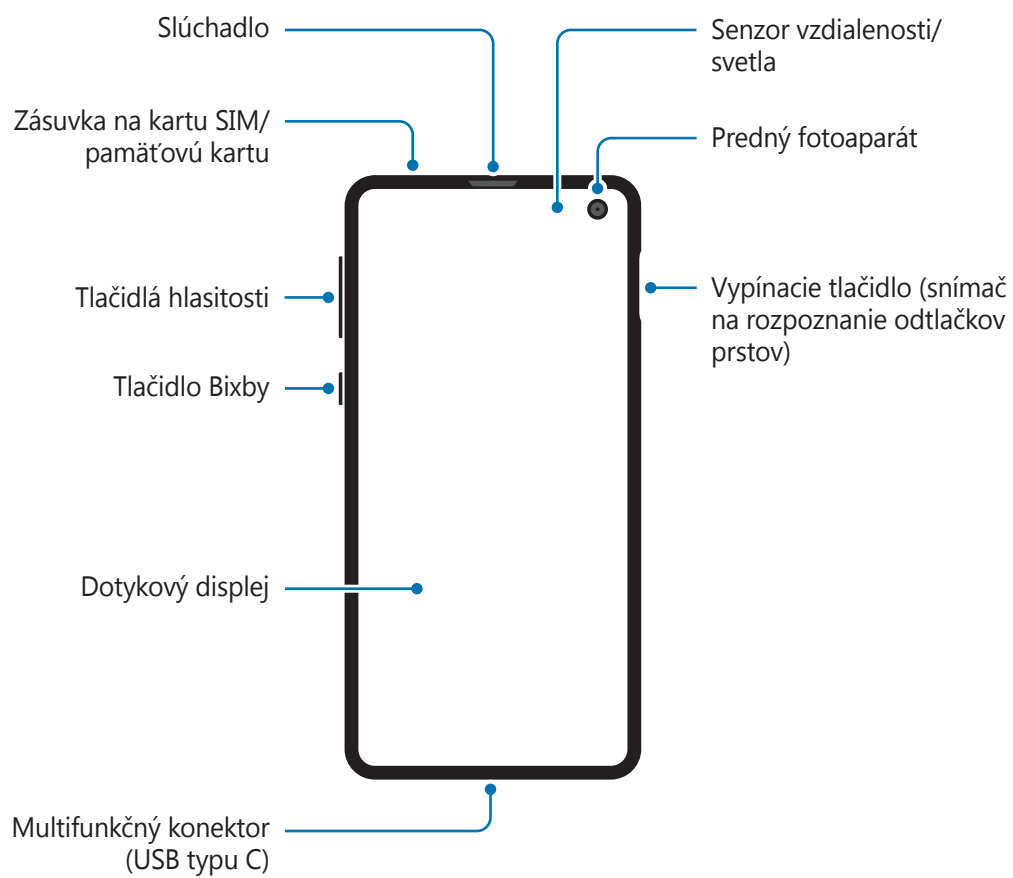 Slúchadlo
Zásuvka na kartu SIM/
pamäťovú kartu
Tlačidlá hlasitosti
Tlačidlo Bixby
Dotykový displej
Multifunkčný konektor
(USB typu C)
Senzor vzdialenosti/
svetla
Predný fotoaparát
Vypínacie tlačidlo (snímač
na rozpoznanie odtlačkov
prstov)